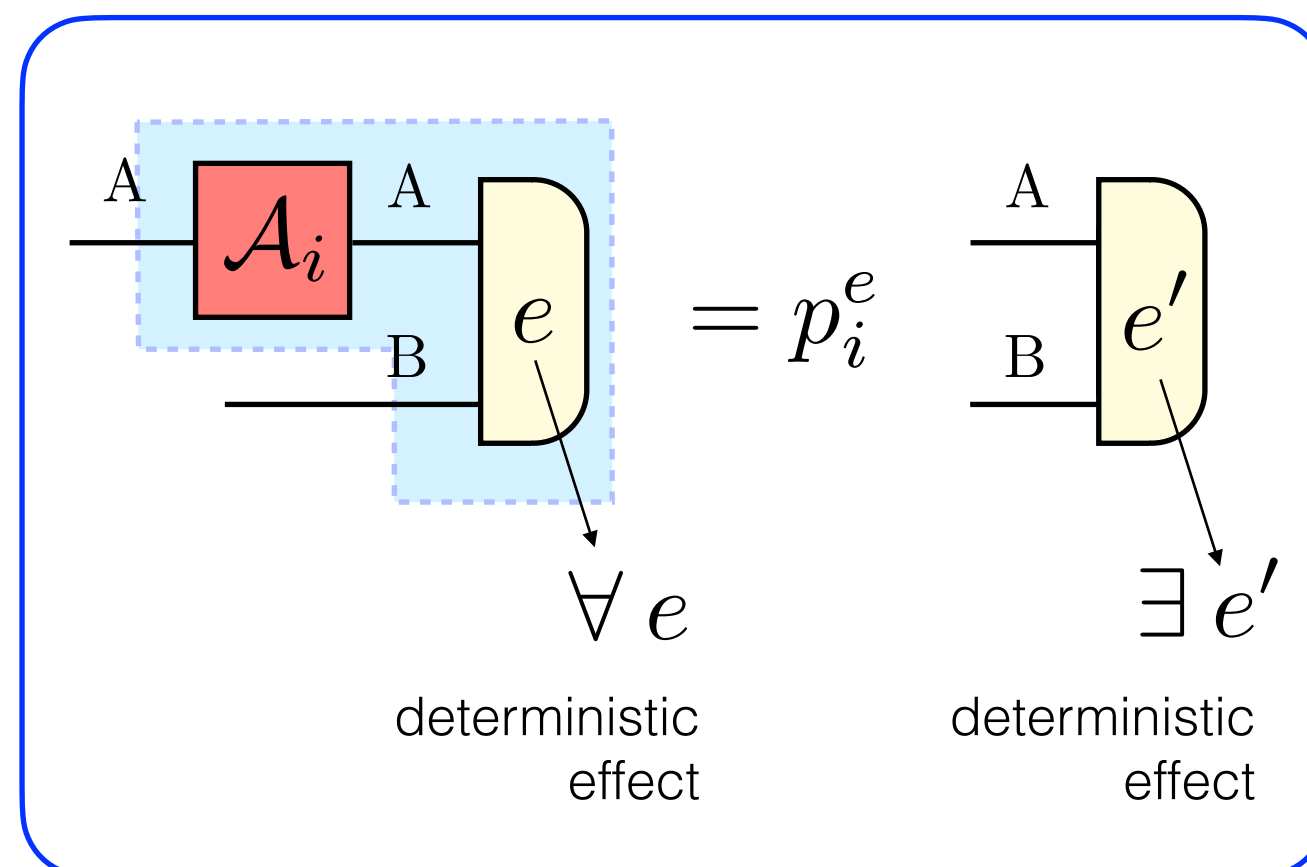 A 𝒜ᵢ A
B e
= pᵢᵉ
A
B e′
∀ e
deterministic
effect
∃ e′
deterministic
effect